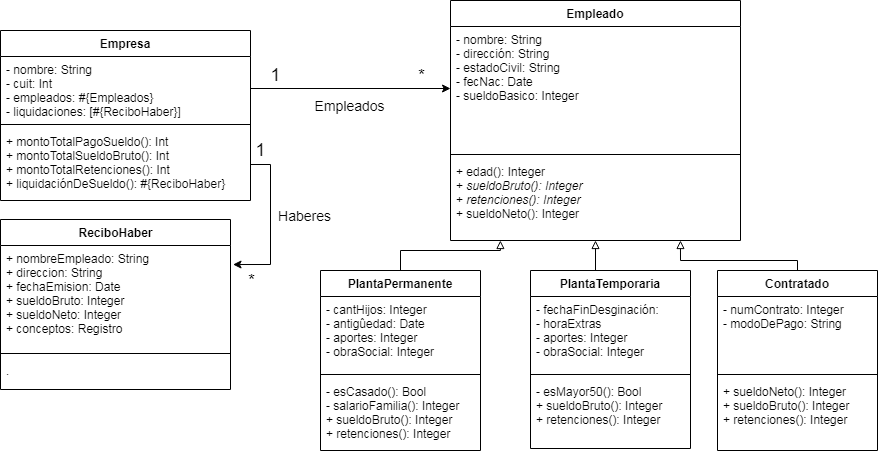 Empresa
- nombre: String
- cuit: Int
- empleados: #{Empleados}
- liquidaciones: [#{ReciboHaber}]
+ montoTotalPagoSueldo(): Int
+ montoTotalSueldoBruto(): Int
+ montoTotalRetenciones(): Int
+ liquidaciónDeSueldo(): #{ReciboHaber}
1
*
Empleados
Empleado
- nombre: String
- dirección: String
- estadoCivil: String
- fecNac: Date
- sueldoBasico: Integer
+ edad(): Integer
+ sueldoBruto(): Integer
+ retenciones(): Integer
+ sueldoNeto(): Integer
1
Haberes
*
ReciboHaber
+ nombreEmpleado: String
+ direccion: String
+ fechaEmision: Date
+ sueldoBruto: Integer
+ sueldoNeto: Integer
+ conceptos: Registro
.
PlantaPermanente
- cantHijos: Integer
- antigûedad: Date
- aportes: Integer
- obraSocial: Integer
- esCasado(): Bool
- salarioFamilia(): Integer
+ sueldoBruto(): Integer
+ retenciones(): Integer
PlantaTemporaria
- fechaFinDesginación:
- horaExtras
- aportes: Integer
- obraSocial: Integer
- esMayor50(): Bool
+ sueldoBruto(): Integer
+ retenciones(): Integer
Contratado
- numContrato: Integer
- modoDePago: String
+ sueldoNeto(): Integer
+ sueldoBruto(): Integer
+ retenciones(): Integer